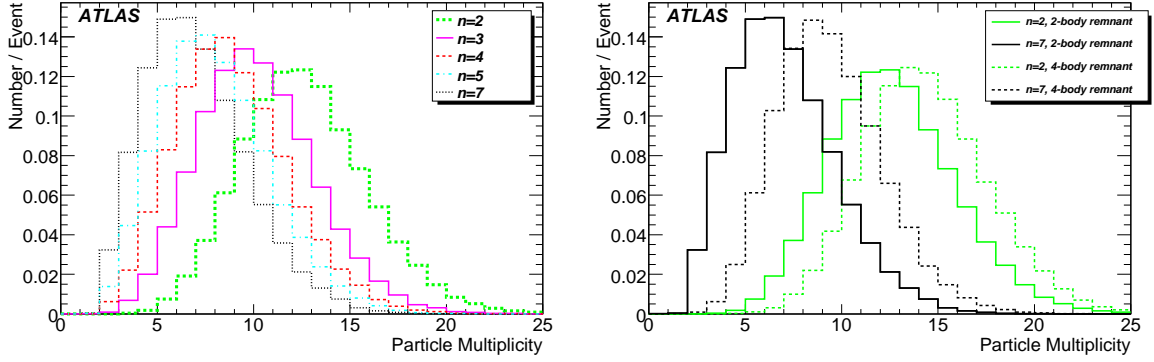 ATLAS
Number / Event
0.14
0.12
0.1
0.08
0.06
0.04
0.02
0
0 5 10 15 20 25
Particle Multiplicity
n=2
n=3
n=4
n=5
n=7
ATLAS
Number / Event
0.14
0.12
0.1
0.08
0.06
0.04
0.02
0
0 5 10 15 20 25
Particle Multiplicity
n=2, 2-body remnant
n=7, 2-body remnant
n=2, 4-body remnant
n=7, 4-body remnant